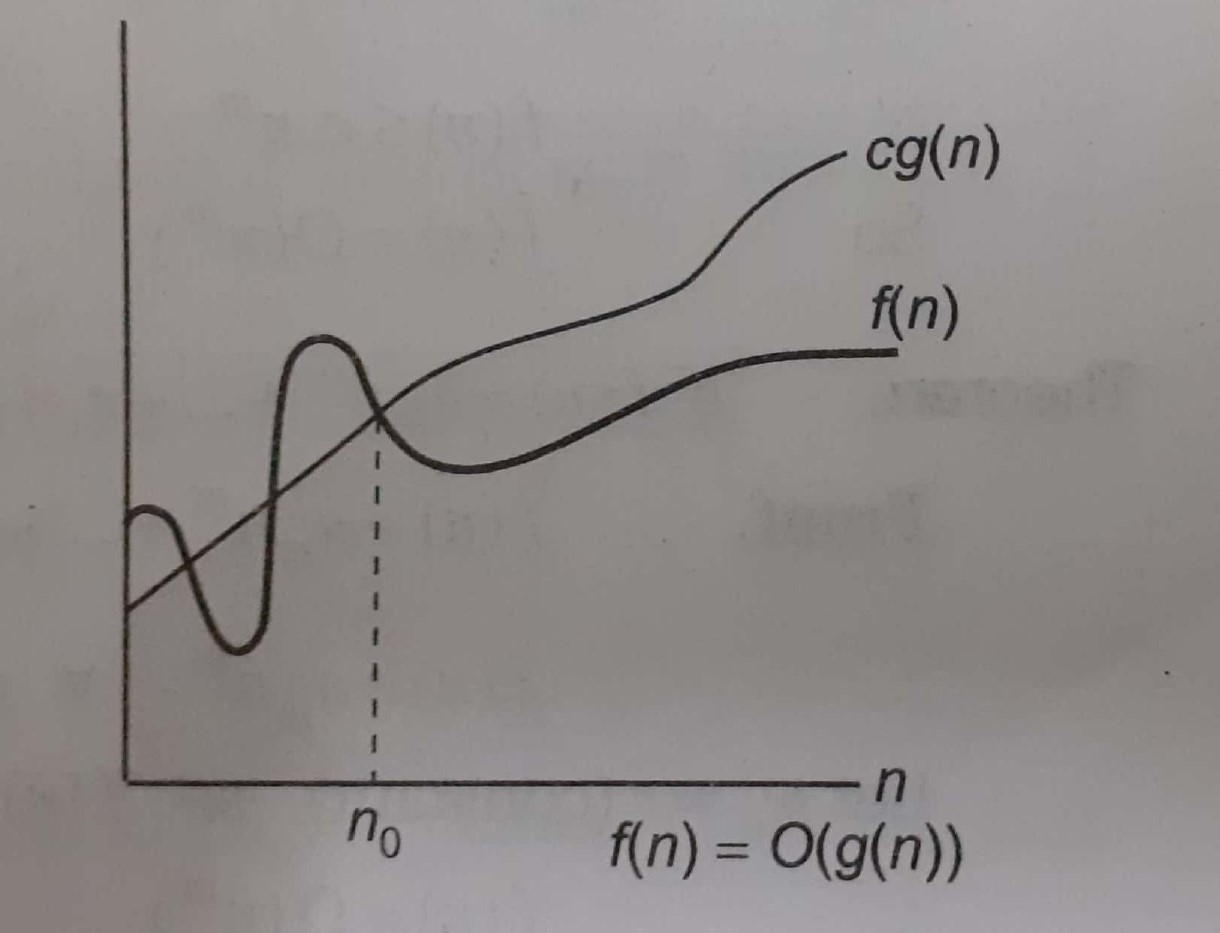 cg(n)
f(n)
n
n₀
f(n) = O(g(n))